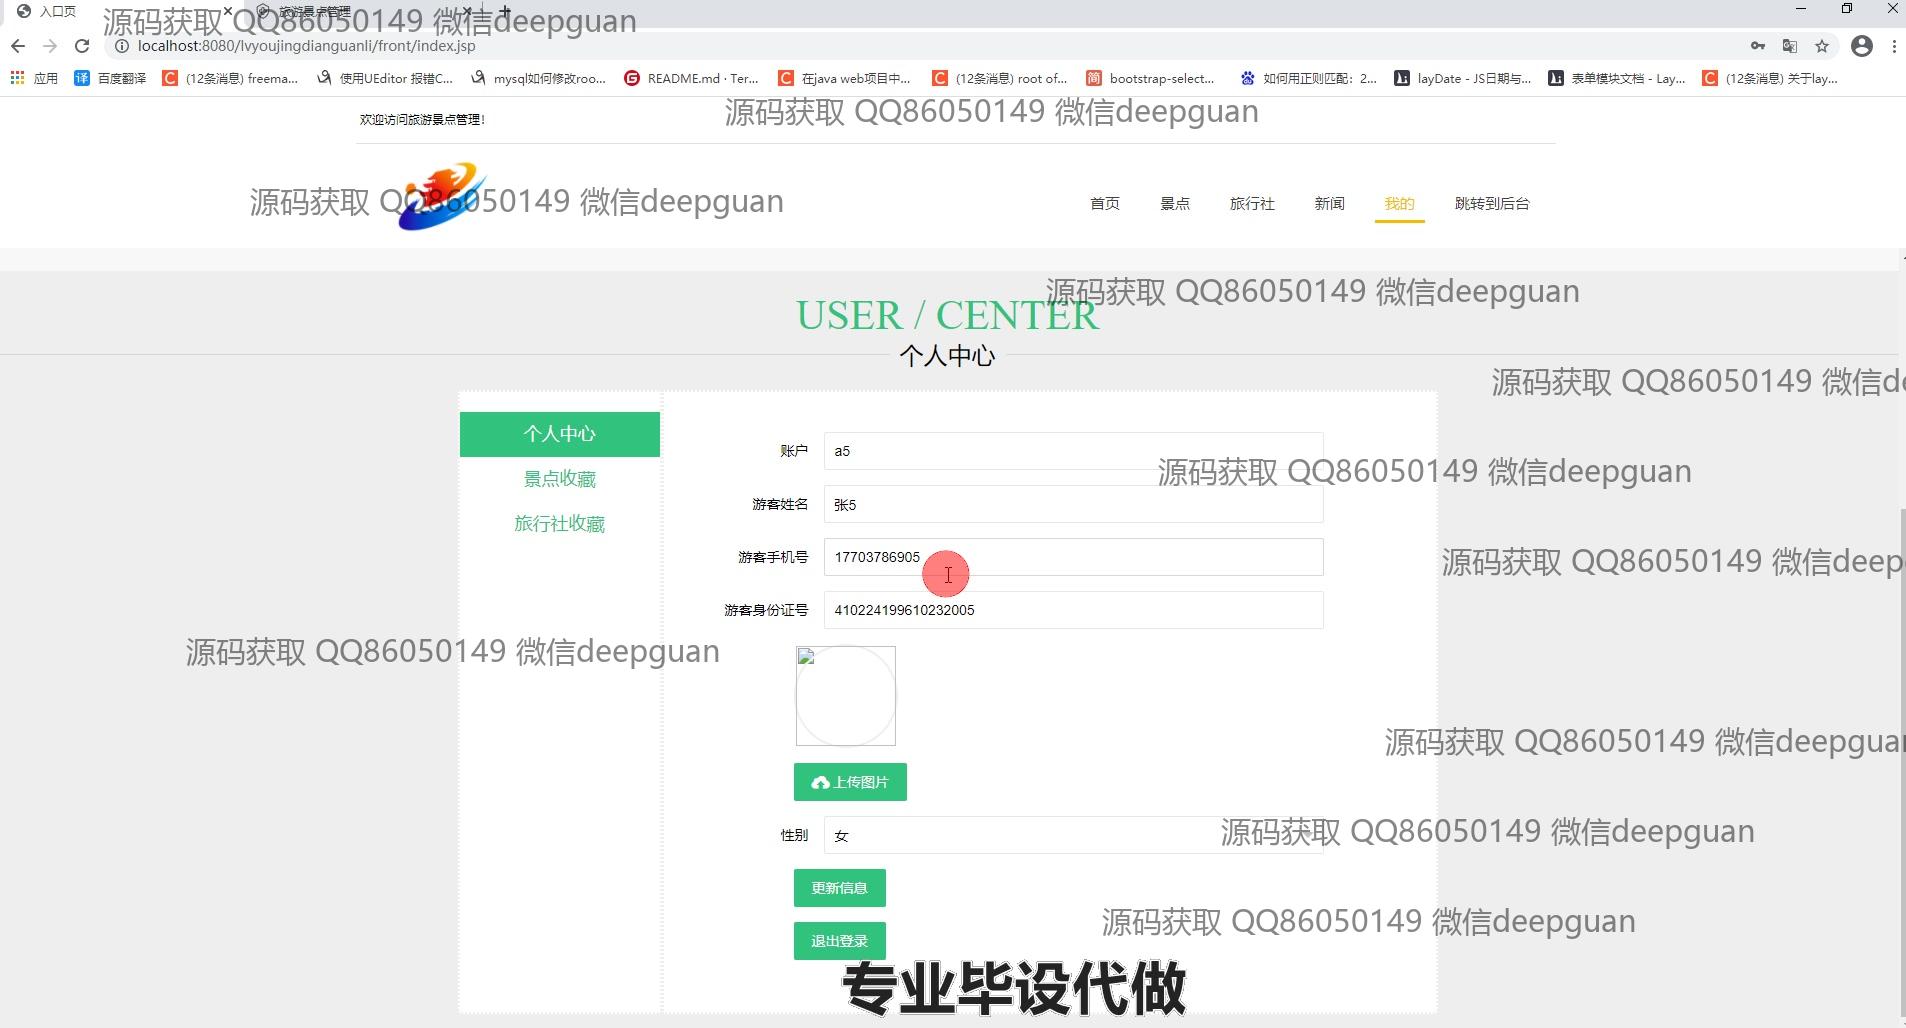 入口页
旅游景点管理
源码获取 QQ86050149 微信deepguan
localhost:8080/lvyoujingdianguanli/front/index.jsp
应用
百度翻译
(12条消息) freema...
使用UEditor 报错C...
mysql如何修改roo...
README.md · Ter...
在java web项目中...
(12条消息) root of...
bootstrap-select...
如何用正则匹配：2...
layDate - JS日期与...
表单模块文档 - Lay...
(12条消息) 关于lay...
欢迎访问旅游景点管理！
源码获取 QQ86050149 微信deepguan
源码获取 QQ86050149 微信deepguan
首页
景点
旅行社
新闻
我的
跳转到后台
源码获取 QQ86050149 微信deepguan
USER / CENTER
个人中心
源码获取 QQ86050149 微信de
个人中心
景点收藏
旅行社收藏
账户
a5
源码获取 QQ86050149 微信deepguan
游客姓名
张5
游客手机号
17703786905
源码获取 QQ86050149 微信deep
游客身份证号
410224199610232005
源码获取 QQ86050149 微信deepguan
源码获取 QQ86050149 微信deepguan
上传图片
性别
女
源码获取 QQ86050149 微信deepguan
更新信息
源码获取 QQ86050149 微信deepguan
退出登录
专业毕设代做